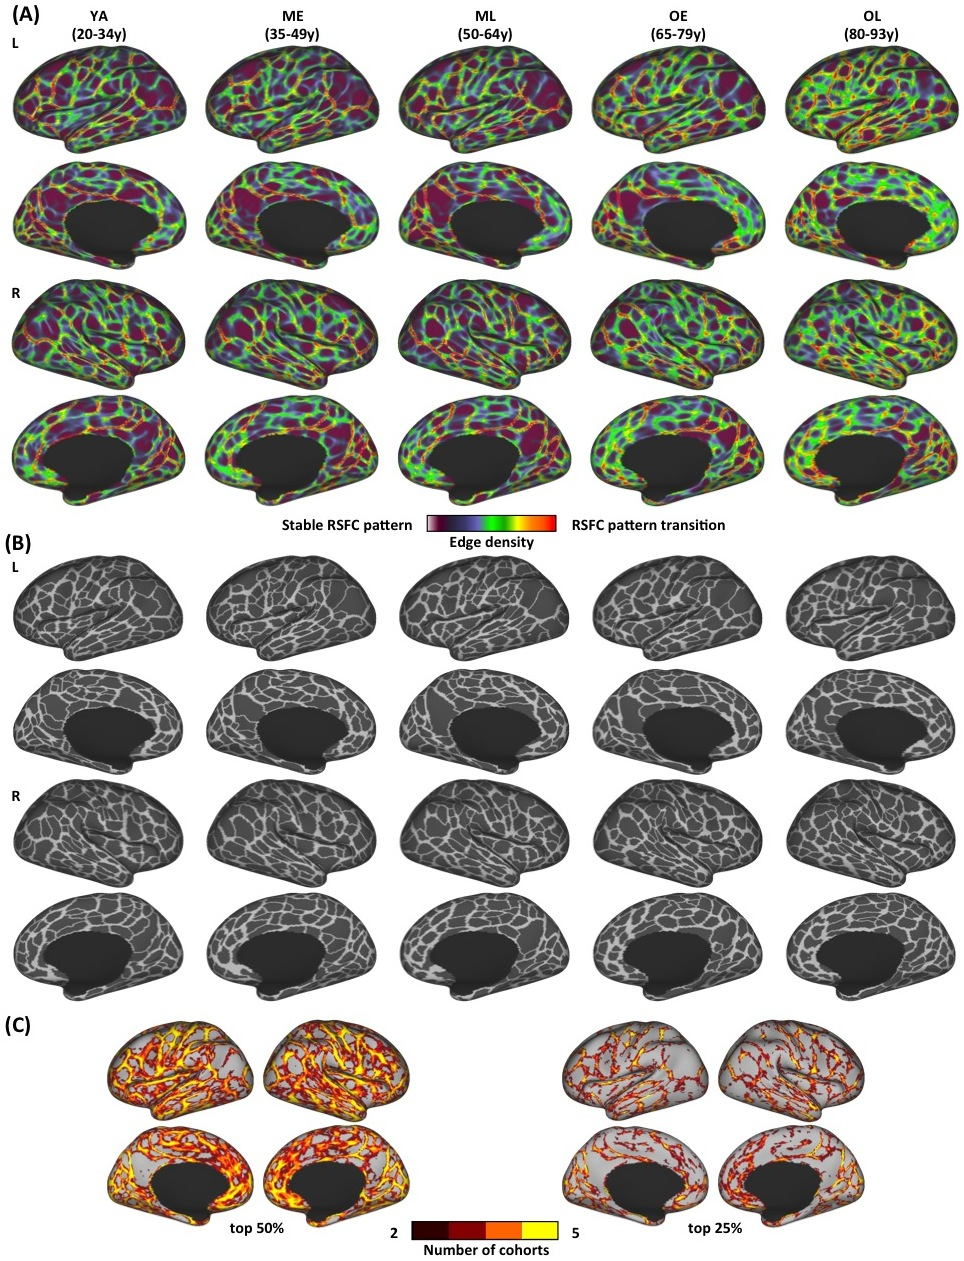 (A)
YA ME ML OE OL
(20-34y) (35-49y) (50-64y) (65-79y) (80-93y)
L
R
Stable RSFC pattern RSFC pattern transition
Edge density
(B)
L
R
(C)
top 50% 2 5 top 25%
Number of cohorts